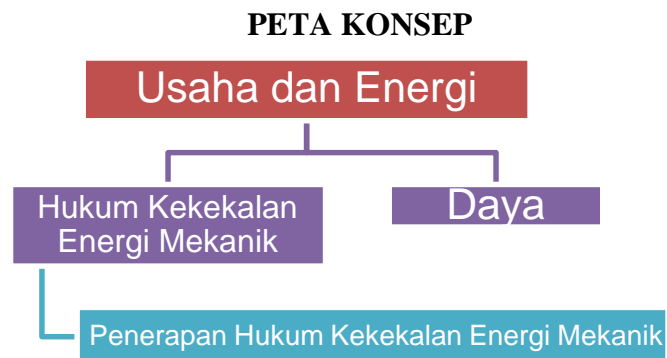 PETA KONSEP
Usaha dan Energi
Hukum Kekekalan
Energi Mekanik
Daya
Penerapan Hukum Kekekalan Energi Mekanik